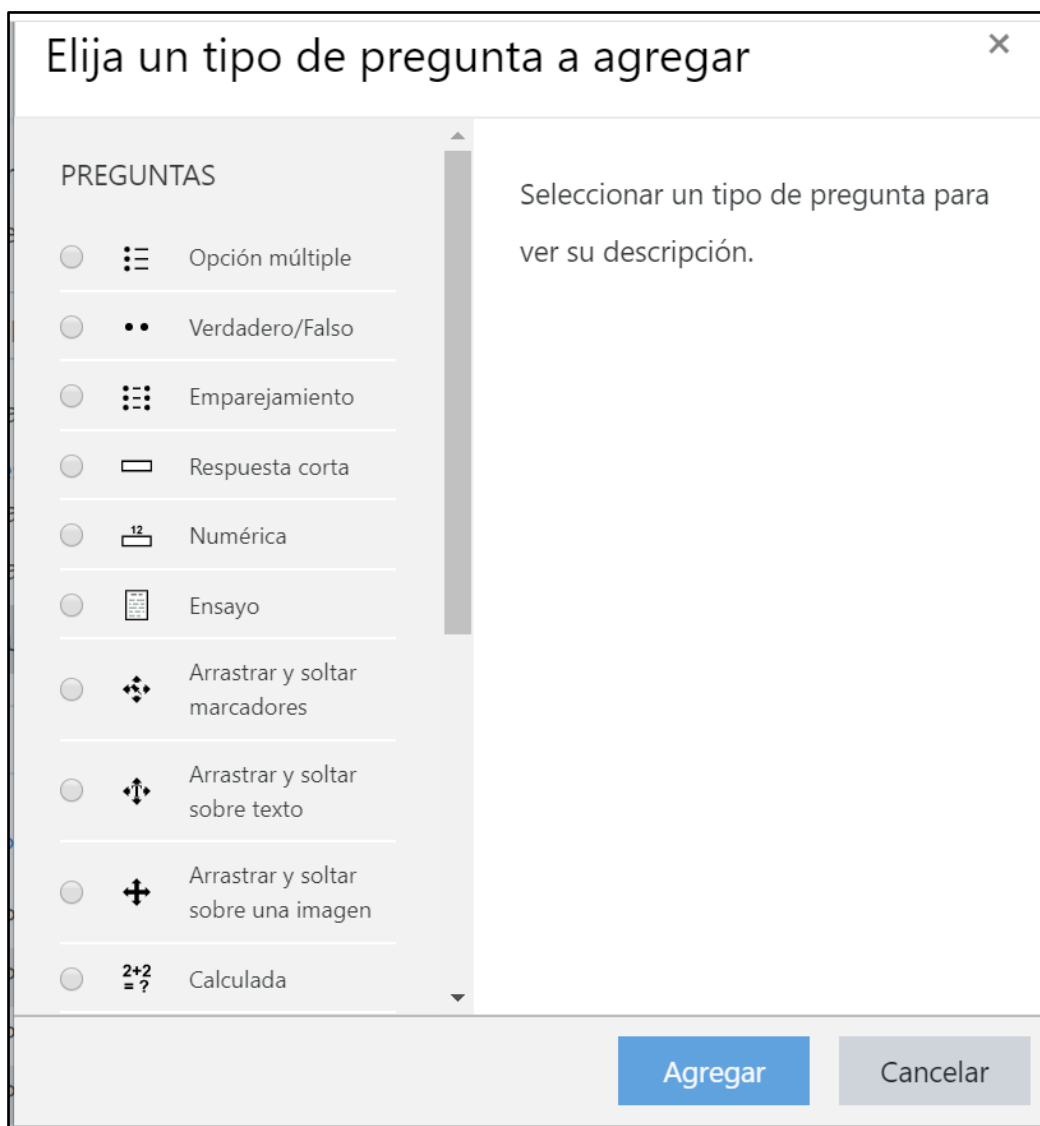 Elija un tipo de pregunta a agregar
×
PREGUNTAS
Opción múltiple
Verdadero/Falso
Emparejamiento
Respuesta corta
12
Numérica
Ensayo
Arrastrar y soltar
marcadores
Arrastrar y soltar
sobre texto
Arrastrar y soltar
sobre una imagen
2+2
= ?
Calculada
Seleccionar un tipo de pregunta para
ver su descripción.
Agregar
Cancelar